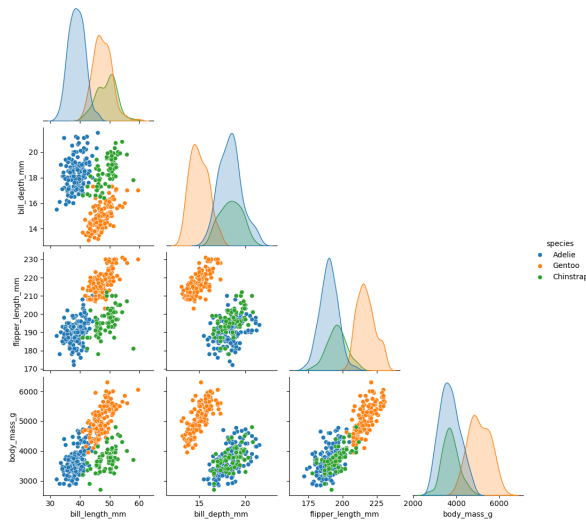 bill_depth_mm
20
18
16
14
flipper_length_mm
230
220
210
200
190
180
170
body_mass_g
6000
5000
4000
3000
30 40 50 60
bill_length_mm
15 20
bill_depth_mm
175 200 225
flipper_length_mm
2000 4000 6000
body_mass_g
species
Adelie
Gentoo
Chinstrap